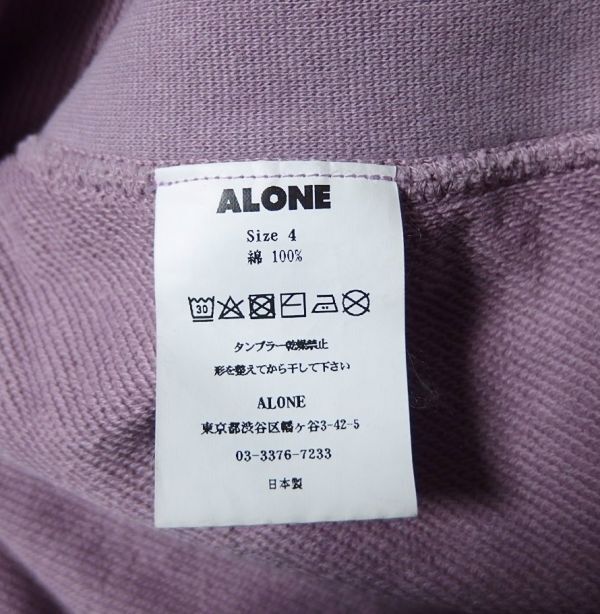 ALONE
Size 4
綿 100%
30
タンブラー乾燥禁止
形を整えてから干して下さい
ALONE
東京都渋谷区幡ヶ谷3-42-5
03-3376-7233
日本製